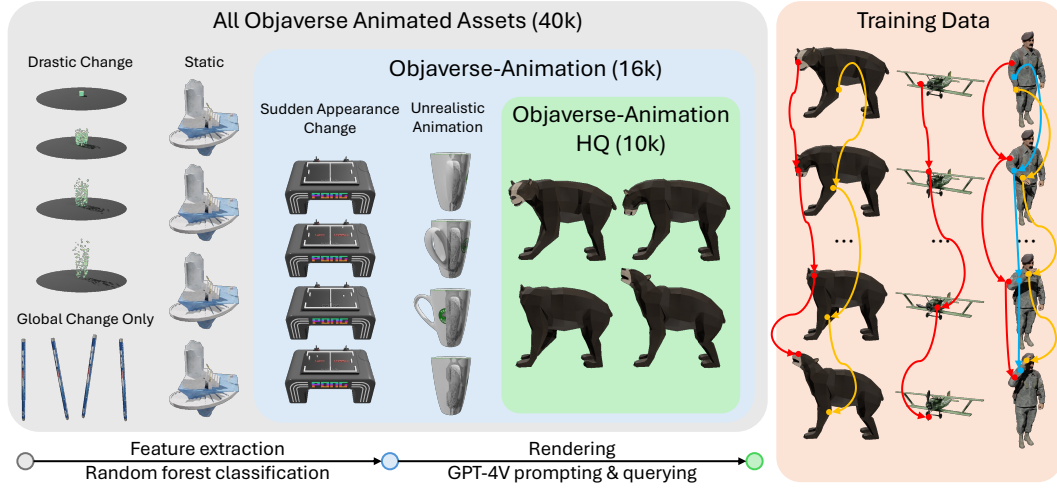 All Objaverse Animated Assets (40k)
Training Data
Drastic Change
Static
Objaverse-Animation (16k)
Sudden Appearance
Change
Unrealistic
Animation
Objaverse-Animation
HQ (10k)
PONG
PONG
PONG
PONG
Global Change Only
...
...
...
Feature extraction
Random forest classification
Rendering
GPT-4V prompting & querying